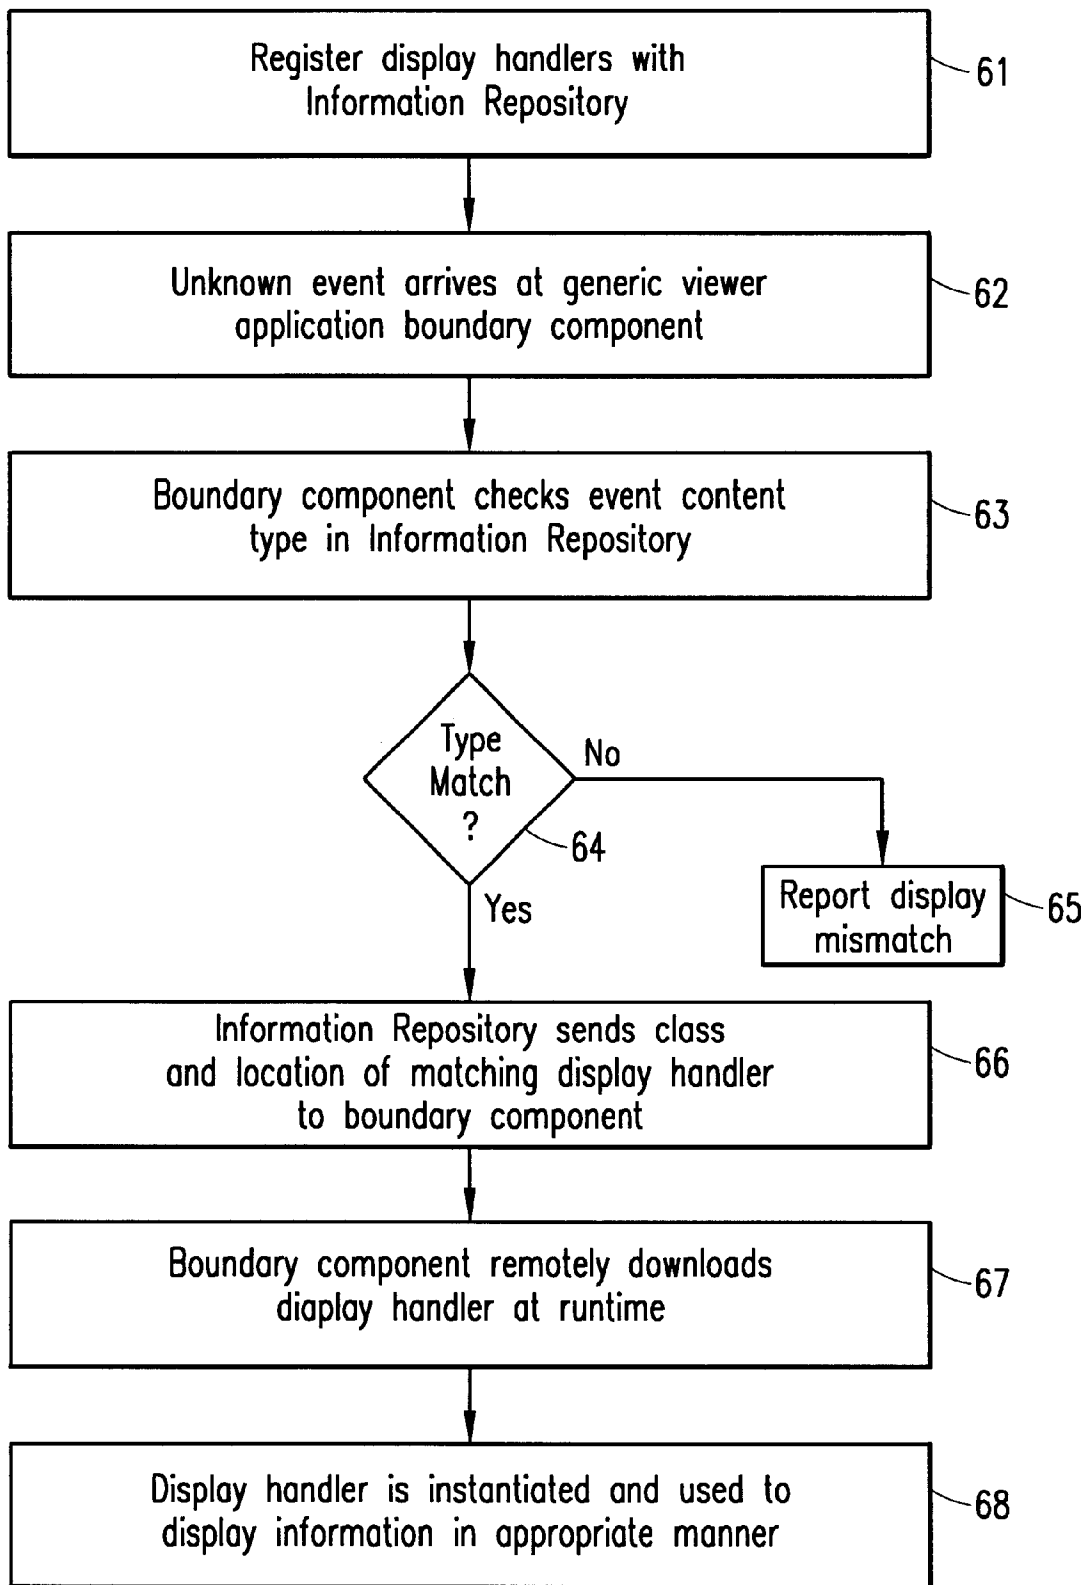 Register display handlers with
Information Repository
61
Unknown event arrives at generic viewer
application boundary component
62
Boundary component checks event content
type in Information Repository
63
Type
Match
?
64
No
Yes
Report display
mismatch
65
Information Repository sends class
and location of matching display handler
to boundary component
66
Boundary component remotely downloads
diaplay handler at runtime
67
Display handler is instantiated and used to
display information in appropriate manner
68